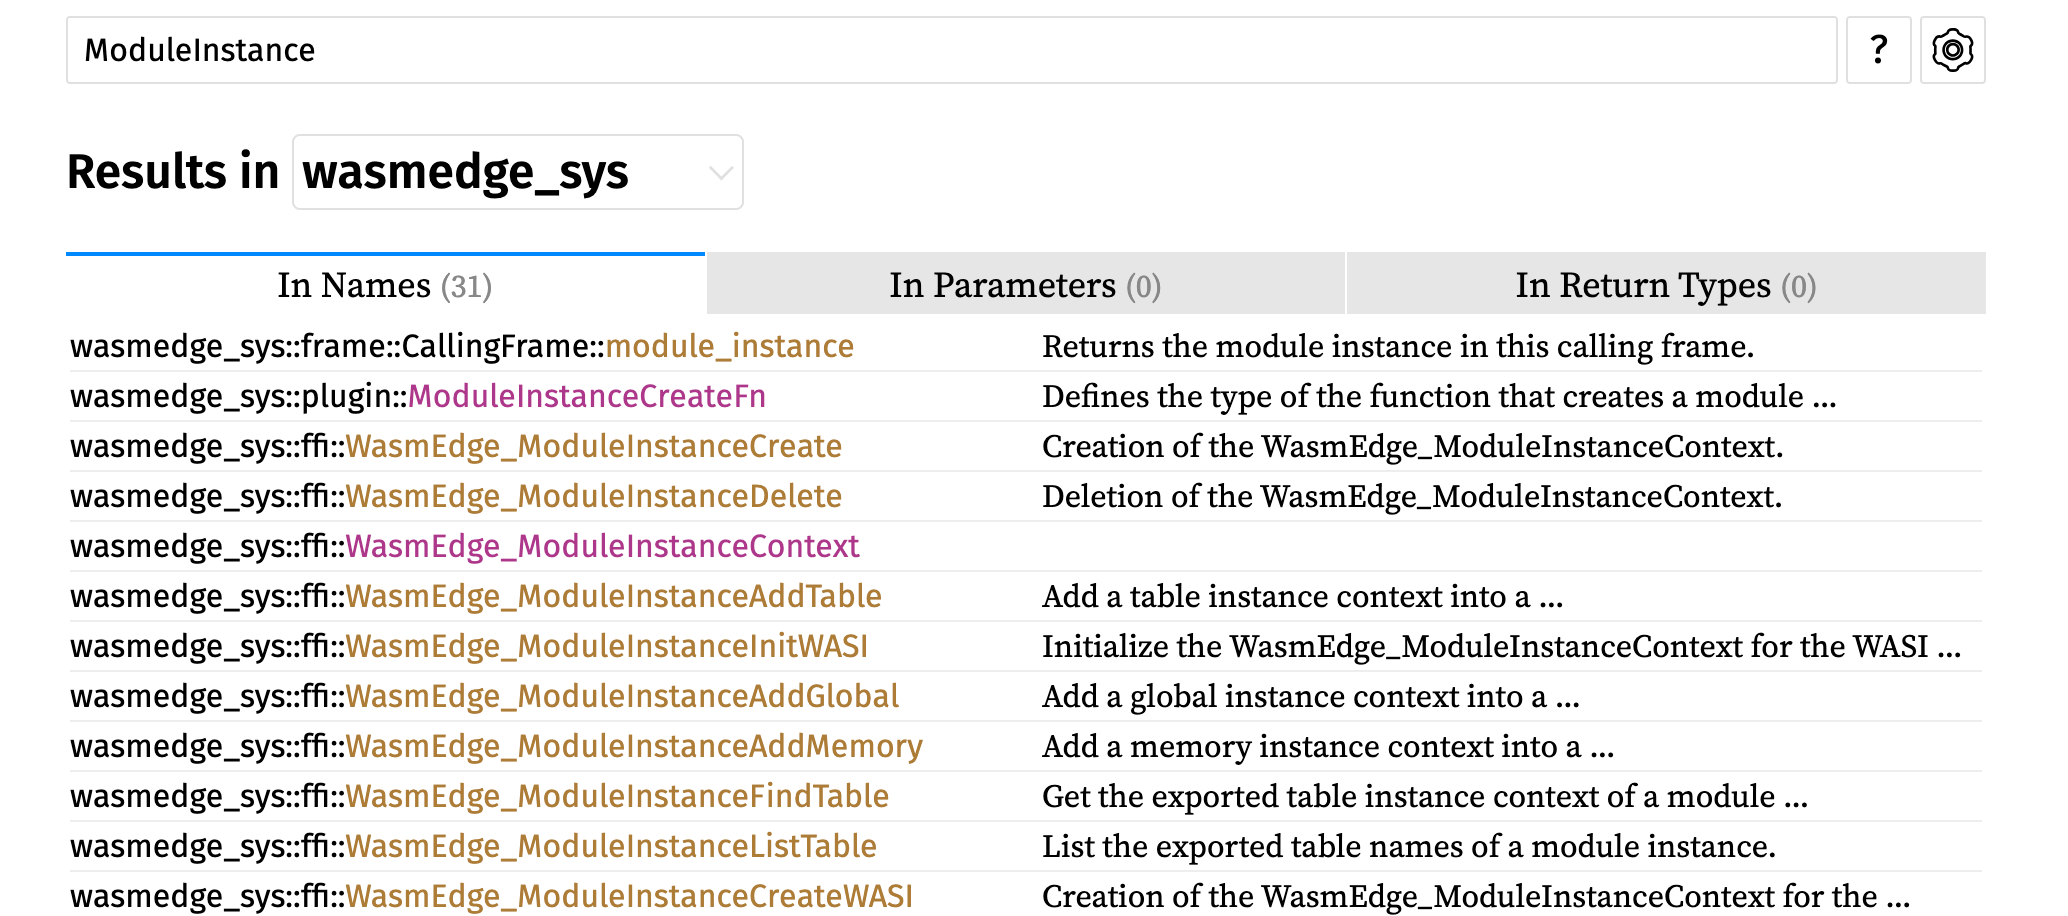 ModuleInstance ?
Results in wasmedge_sys
In Names (31) In Parameters (0) In Return Types (0)
wasmedge_sys::frame::CallingFrame::module_instance Returns the module instance in this calling frame.
wasmedge_sys::plugin::ModuleInstanceCreateFn Defines the type of the function that creates a module ...
wasmedge_sys::ffi::WasmEdge_ModuleInstanceCreate Creation of the WasmEdge_ModuleInstanceContext.
wasmedge_sys::ffi::WasmEdge_ModuleInstanceDelete Deletion of the WasmEdge_ModuleInstanceContext.
wasmedge_sys::ffi::WasmEdge_ModuleInstanceContext
wasmedge_sys::ffi::WasmEdge_ModuleInstanceAddTable Add a table instance context into a ...
wasmedge_sys::ffi::WasmEdge_ModuleInstanceInitWASI Initialize the WasmEdge_ModuleInstanceContext for the WASI ...
wasmedge_sys::ffi::WasmEdge_ModuleInstanceAddGlobal Add a global instance context into a ...
wasmedge_sys::ffi::WasmEdge_ModuleInstanceAddMemory Add a memory instance context into a ...
wasmedge_sys::ffi::WasmEdge_ModuleInstanceFindTable Get the exported table instance context of a module ...
wasmedge_sys::ffi::WasmEdge_ModuleInstanceListTable List the exported table names of a module instance.
wasmedge_sys::ffi::WasmEdge_ModuleInstanceCreateWASI Creation of the WasmEdge_ModuleInstanceContext for the ...